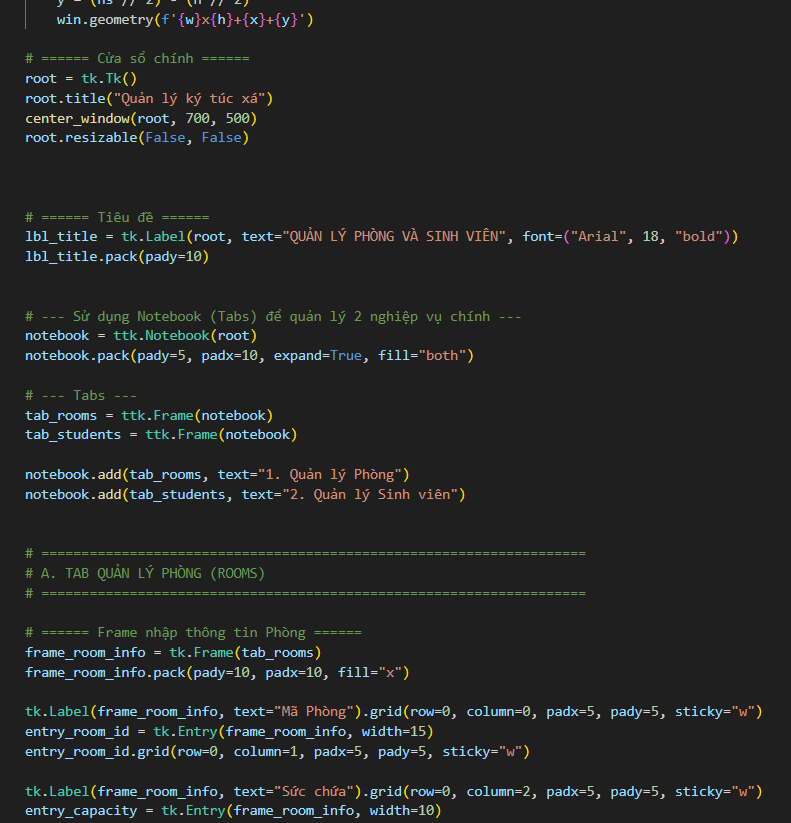 y = (hs // 2) - (h // 2)
win.geometry(f'{w}x{h}+{x}+{y}')
# ====== Cửa sổ chính ======
root = tk.Tk()
root.title("Quản lý ký túc xá")
center_window(root, 700, 500)
root.resizable(False, False)
# ====== Tiêu đề ======
lbl_title = tk.Label(root, text="QUẢN LÝ PHÒNG VÀ SINH VIÊN", font=("Arial", 18, "bold"))
lbl_title.pack(pady=10)
# --- Sử dụng Notebook (Tabs) để quản lý 2 nghiệp vụ chính ---
notebook = ttk.Notebook(root)
notebook.pack(pady=5, padx=10, expand=True, fill="both")
# --- Tabs ---
tab_rooms = ttk.Frame(notebook)
tab_students = ttk.Frame(notebook)
notebook.add(tab_rooms, text="1. Quản lý Phòng")
notebook.add(tab_students, text="2. Quản lý Sinh viên")
# ====================================================================
# A. TAB QUẢN LÝ PHÒNG (ROOMS)
# ====================================================================
# ====== Frame nhập thông tin Phòng ======
frame_room_info = tk.Frame(tab_rooms)
frame_room_info.pack(pady=10, padx=10, fill="x")
tk.Label(frame_room_info, text="Mã Phòng").grid(row=0, column=0, padx=5, pady=5, sticky="w")
entry_room_id = tk.Entry(frame_room_info, width=15)
entry_room_id.grid(row=0, column=1, padx=5, pady=5, sticky="w")
tk.Label(frame_room_info, text="Sức chứa").grid(row=0, column=2, padx=5, pady=5, sticky="w")
entry_capacity = tk.Entry(frame_room_info, width=10)